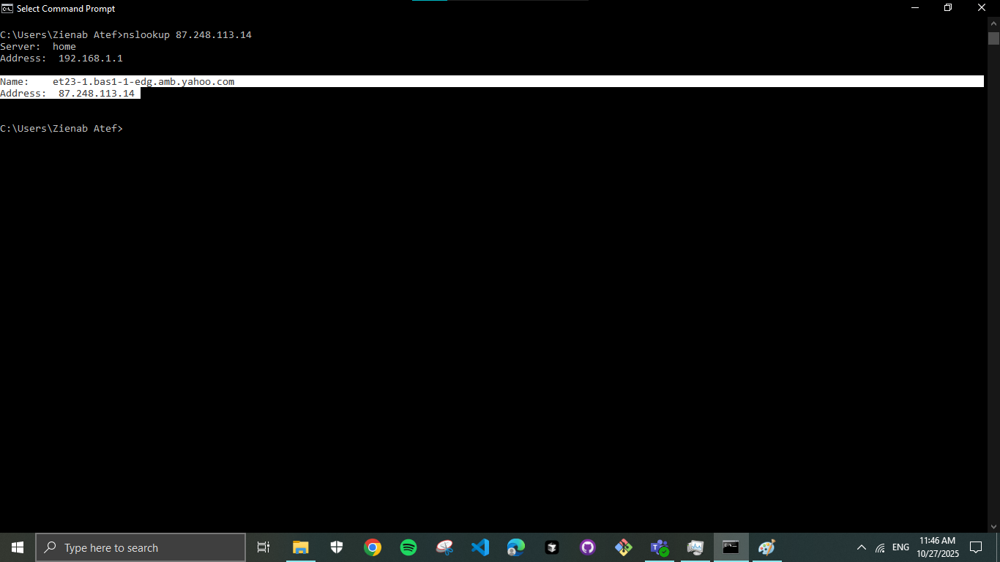 Select Command Prompt
C:\Users\Zienab Atef>nslookup 87.248.113.14
Server:  home
Address:  192.168.1.1
Name:    et23-1.bas1-1-edg.amb.yahoo.com
Address:  87.248.113.14
C:\Users\Zienab Atef>
Type here to search
ENG
11:46 AM
10/27/2025